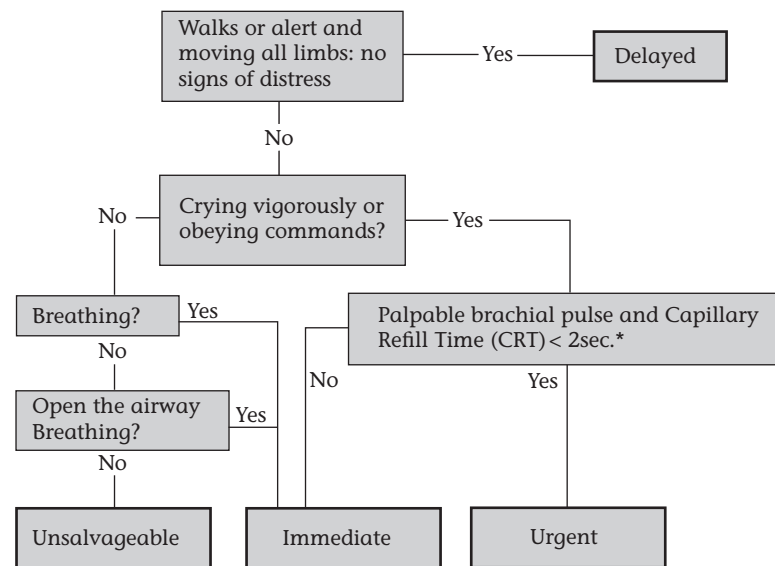 Walks or alert and
moving all limbs: no
signs of distress
Yes
Delayed
No
Crying vigorously or
obeying commands?
No
Yes
Breathing?
Yes
Palpable brachial pulse and Capillary
Refill Time (CRT) < 2sec.*
No
No
Yes
Open the airway
Breathing?
Yes
No
Unsalvageable
Immediate
Urgent